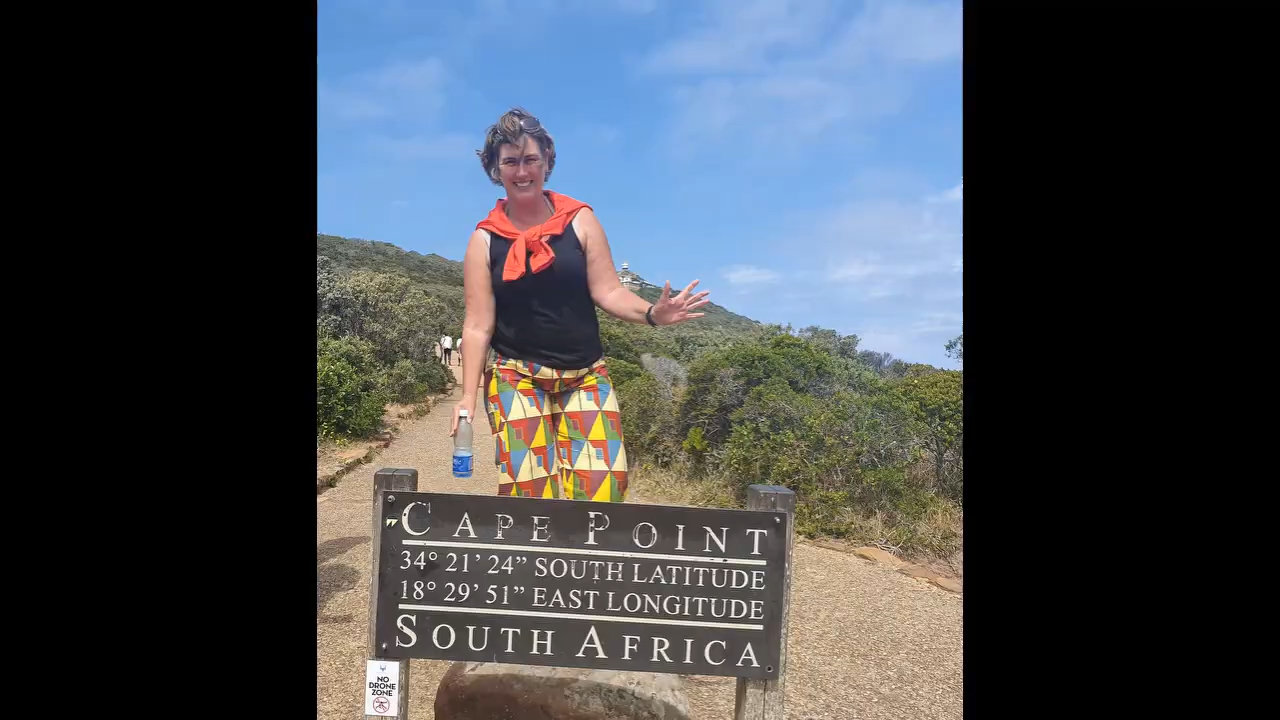 CAPE POINT
34° 21' 24" SOUTH LATITUDE
18° 29' 51" EAST LONGITUDE
SOUTH AFRICA
NO
DRONE
ZONE